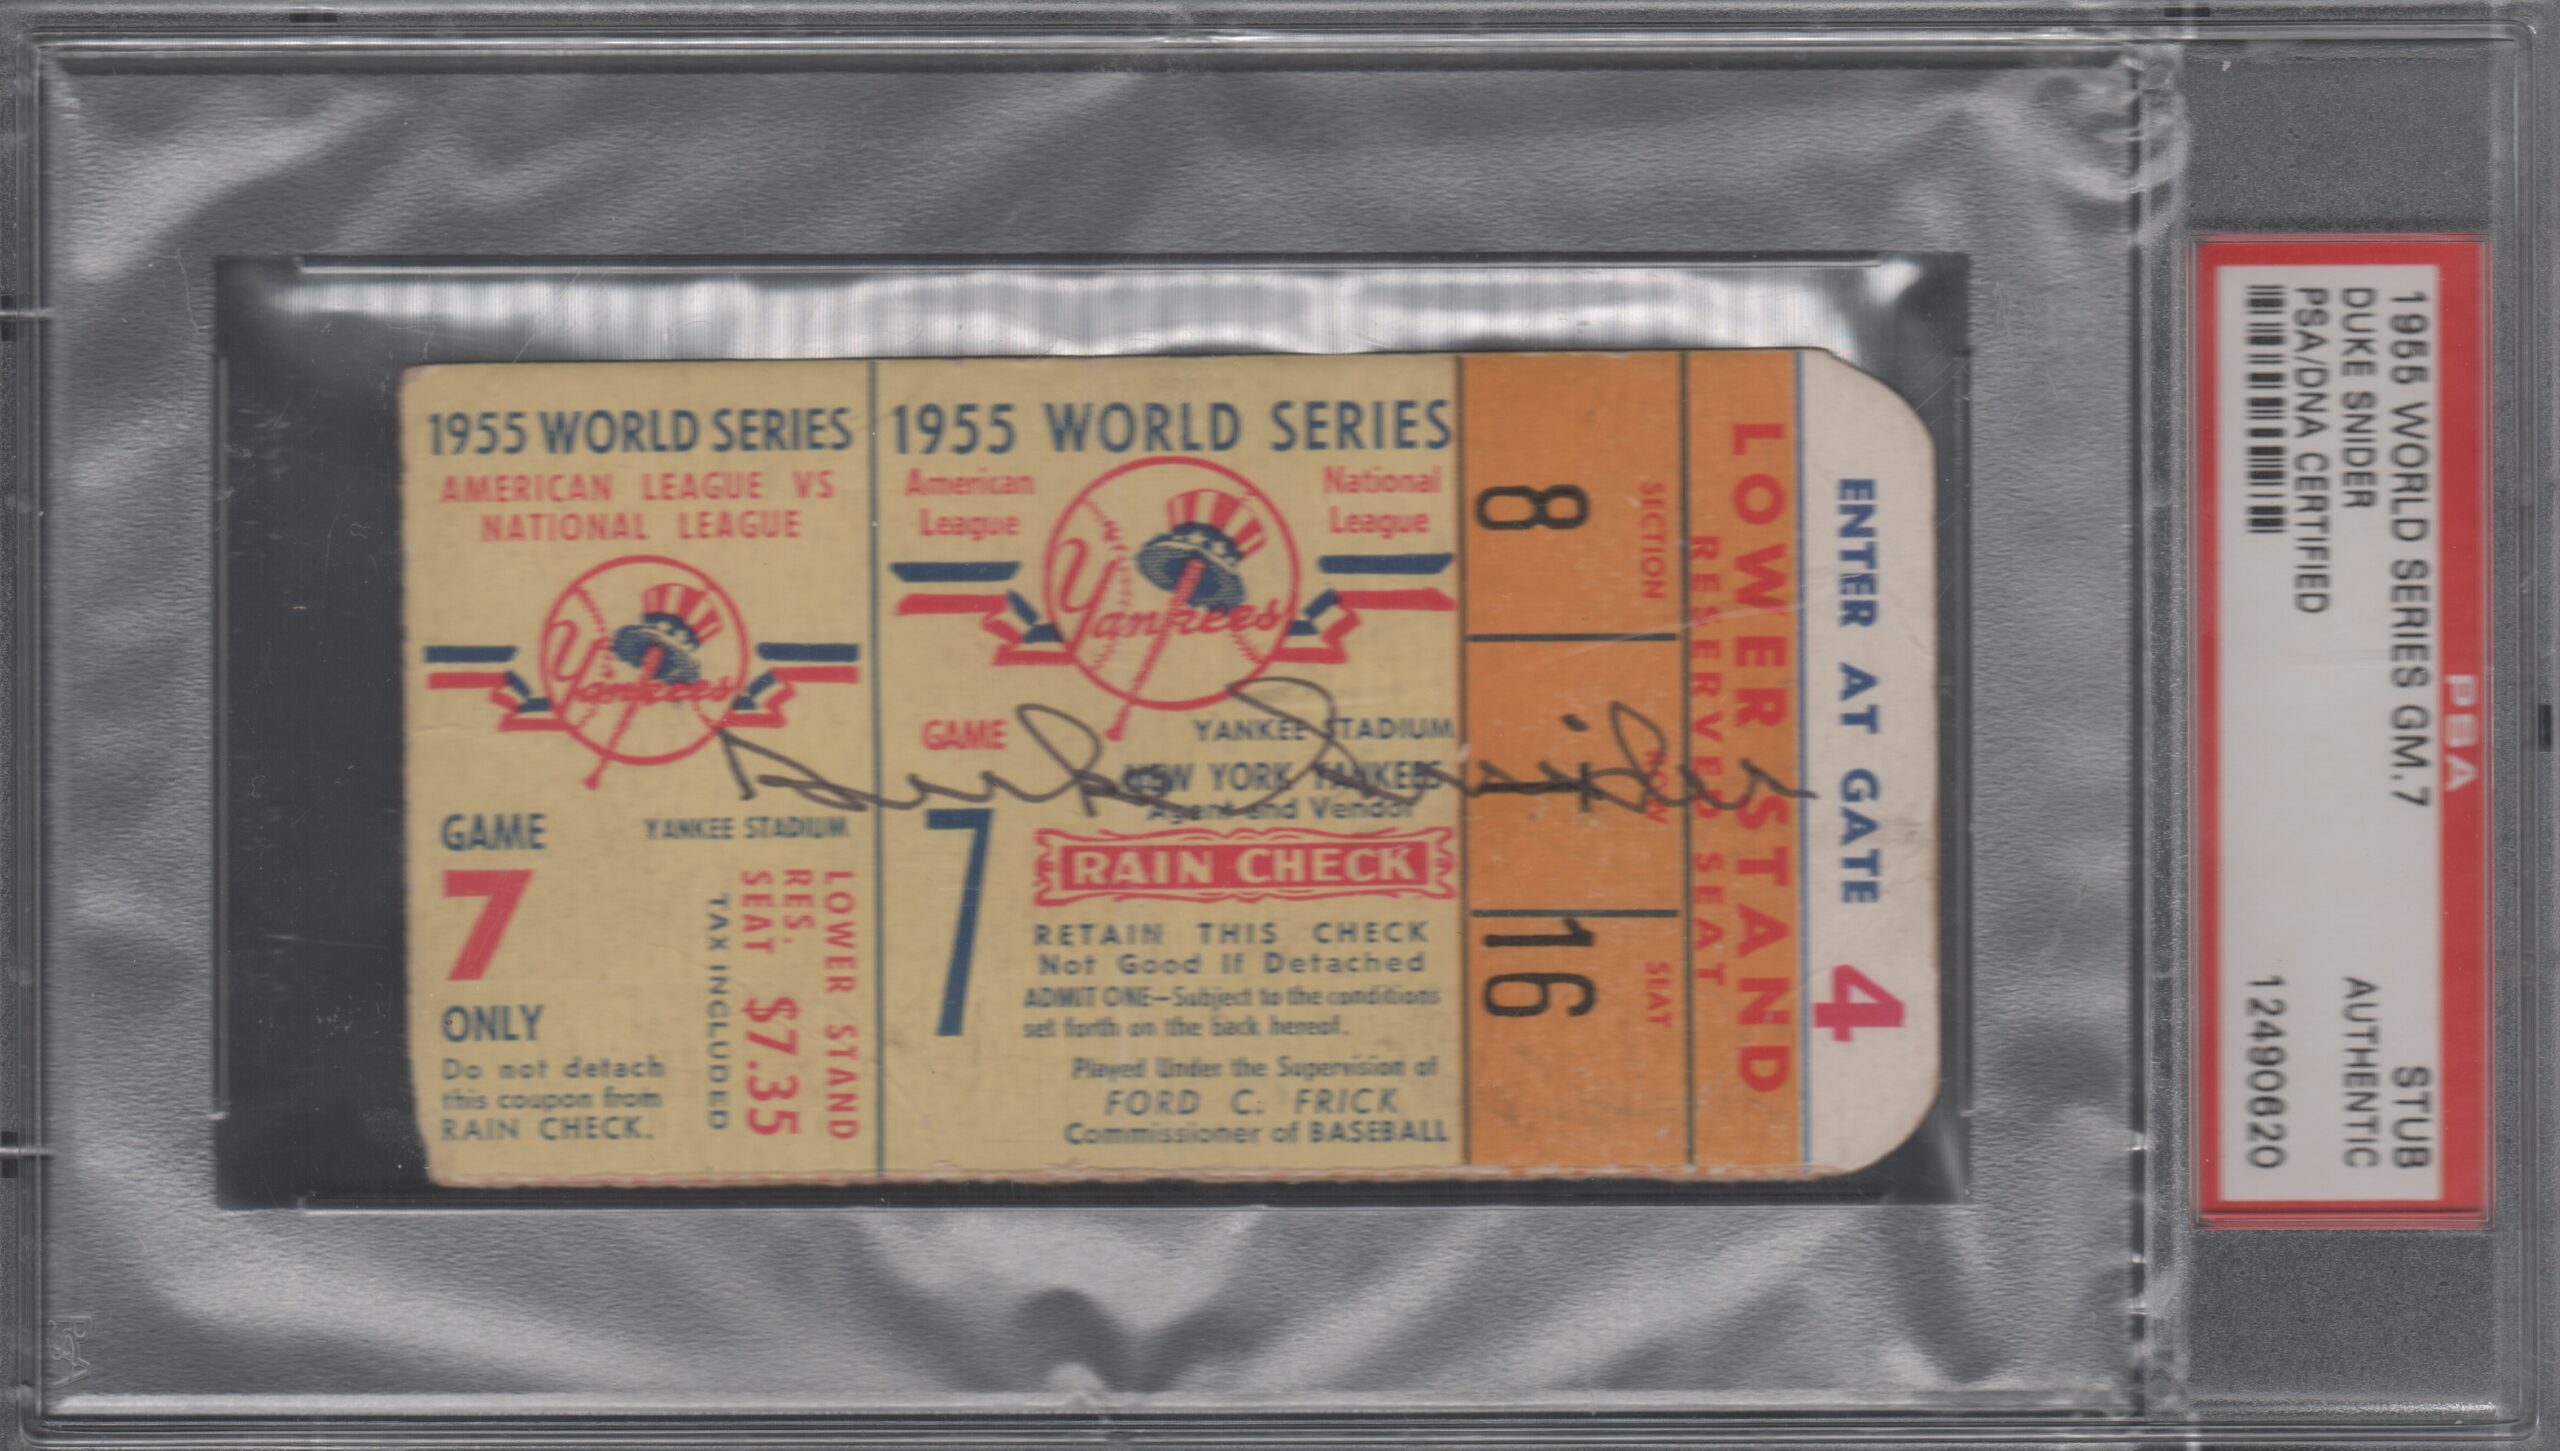 1955 WORLD SERIES
AMERICAN LEAGUE VS
NATIONAL LEAGUE
Yankees
GAME
7
ONLY
YANKEE STADIUM
Do not detach
this coupon from
RAIN CHECK.
LOWER STAND
RES.
SEAT $7.35
TAX INCLUDED
1955 WORLD SERIES
American
League
National
League
Yankees
GAME
7
YANKEE STADIUM
NEW YORK YANKEES
Agent and Vendor
RAIN CHECK
RETAIN THIS CHECK
Not Good If Detached
ADMIT ONE—Subject to the conditions
set forth on the back hereof.
Played Under the Supervision of
FORD C. FRICK
Commissioner of BASEBALL
Duke Snider
SECTION
8
ROW
SEAT
16
LOWER STAND
RESERVED SEAT
ENTER AT GATE 4
PSA
1955 WORLD SERIES GM.7 STUB
DUKE SNIDER AUTHENTIC
PSA/DNA CERTIFIED
12490620
PSA